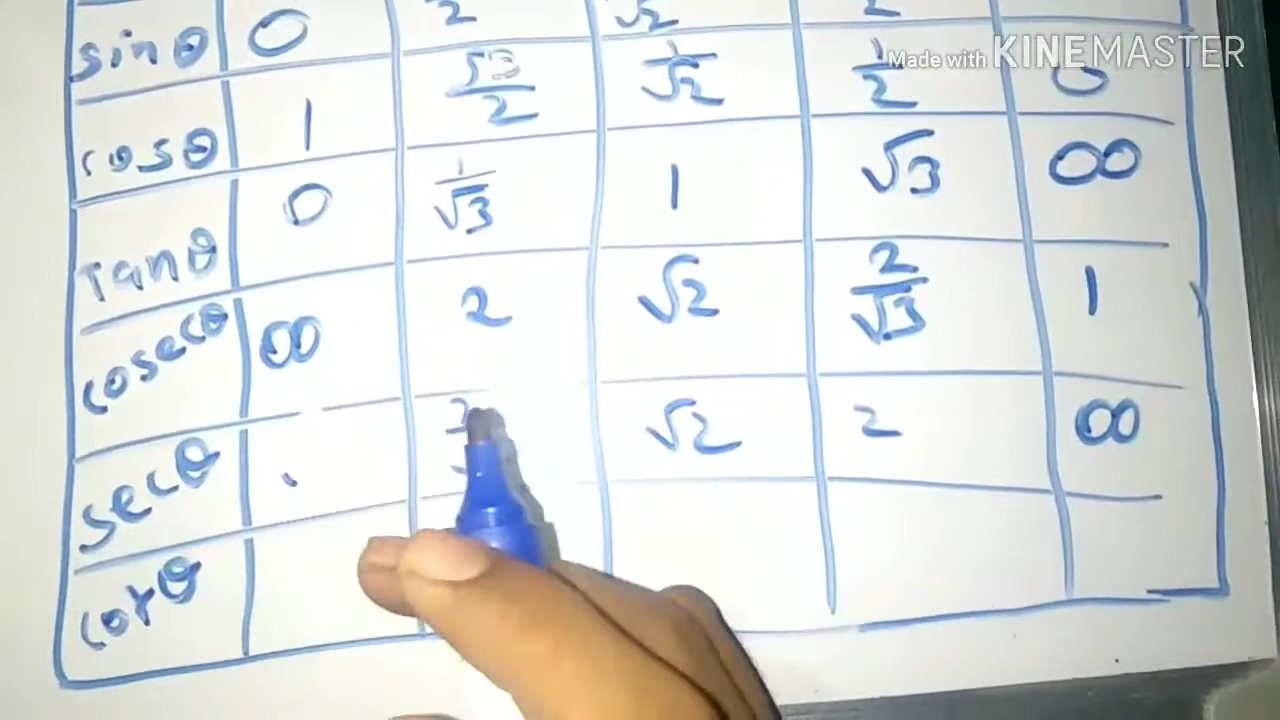 sinθ 0 2 √2 2
Made with KINEMASTER
cosθ 1 √3/2 1/√2 1/2 0
Tanθ 0 1/√3 1 √3 ∞
cosecθ ∞ 2 √2 2/√3 1
secθ . 2 √2 2 ∞
cotθ